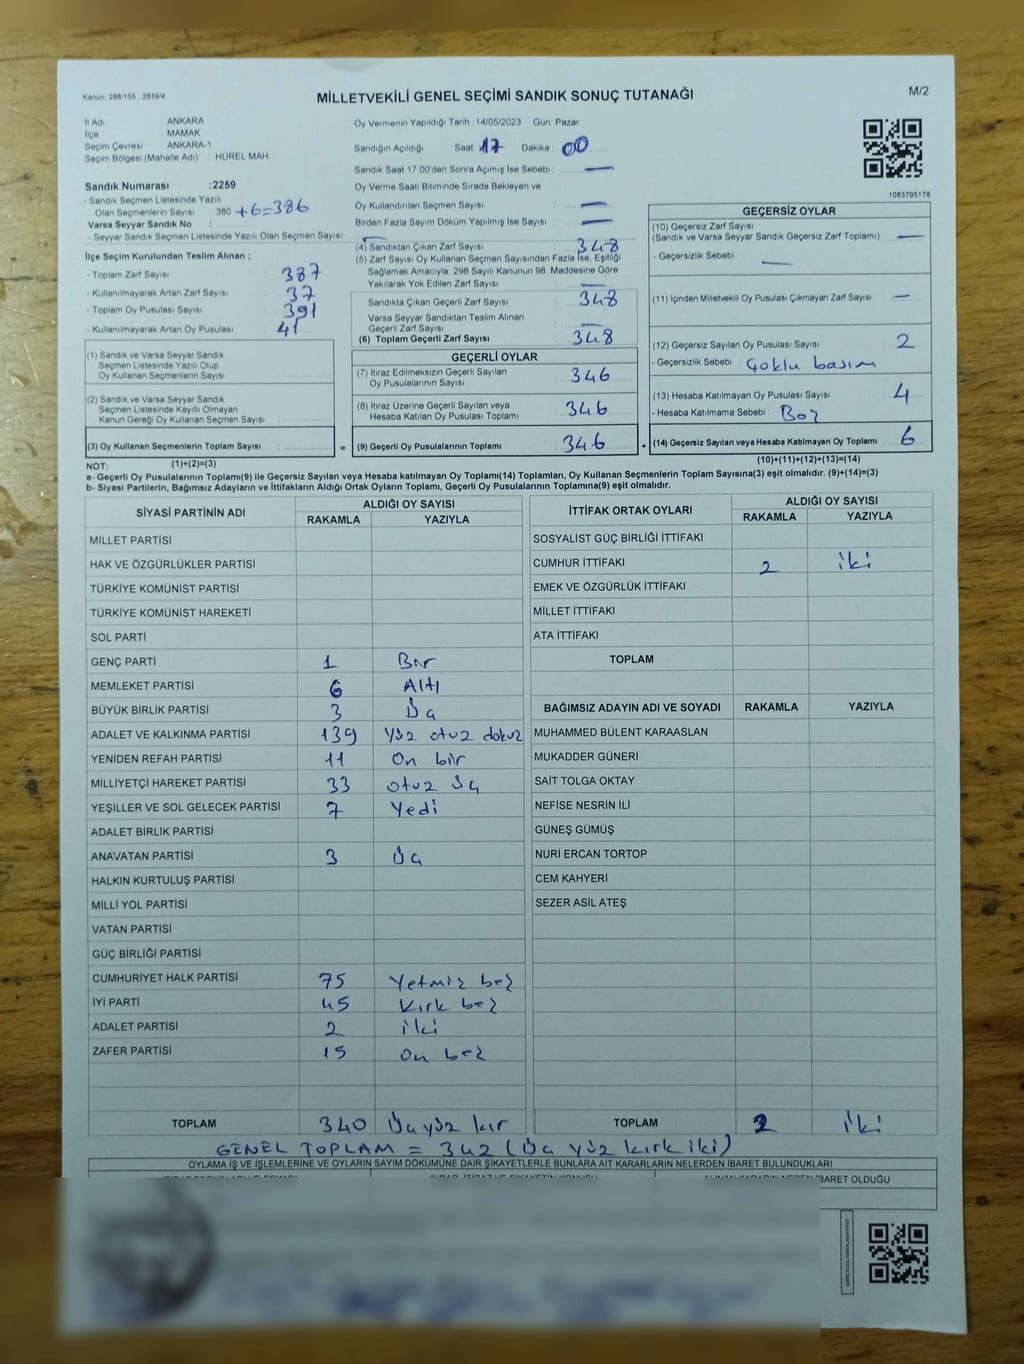 Kanun, 298/105 , 2839/4
MİLLETVEKİLİ GENEL SEÇİMİ SANDIK SONUÇ TUTANAĞI
M/2
İl Adı : ANKARA
İlçe : MAMAK
Seçim Çevresi : ANKARA-1
Seçim Bölgesi (Mahalle Adı) : HÜREL MAH.
Sandık Numarası :2259
- Sandık Seçmen Listesinde Yazılı
Olan Seçmenlerin Sayısı : 380 +6=386
Varsa Seyyar Sandık No :
- Seyyar Sandık Seçmen Listesinde Yazılı Olan Seçmen Sayısı:
İlçe Seçim Kurulundan Teslim Alınan ;
- Toplam Zarf Sayısı : 387
- Kullanılmayarak Artan Zarf Sayısı : 37
- Toplam Oy Pusulası Sayısı : 391
- Kullanılmayarak Artan Oy Pusulası : 41
(1) Sandık ve Varsa Seyyar Sandık
Seçmen Listesinde Yazılı Olup
Oy Kullanan Seçmenlerin Sayısı :
(2) Sandık ve Varsa Seyyar Sandık
Seçmen Listesinde Kayıtlı Olmayan
Kanun Gereği Oy Kullanan Seçmen Sayısı :
(3) Oy Kullanan Seçmenlerin Toplam Sayısı :
(1)+(2)=(3)
Oy Vermenin Yapıldığı Tarih : 14/05/2023 Gün: Pazar
Sandığın Açıldığı Saat: 17 Dakika : 00
Sandık Saat 17:00'den Sonra Açımış İse Sebebi : —
Oy Verme Saati Bitiminde Sırada Bekleyen ve
Oy Kullandırılan Seçmen Sayısı : —
Birden Fazla Sayım Döküm Yapılmış İse Sayısı : —
(4) Sandıktan Çıkan Zarf Sayısı : 348
(5) Zarf Sayısı Oy Kullanan Seçmen Sayısından Fazla İse, Eşitliği
Sağlamak Amacıyla, 298 Sayılı Kanunun 98. Maddesine Göre
Yakılarak Yok Edilen Zarf Sayısı : —
Sandıkta Çıkan Geçerli Zarf Sayısı : 348
Varsa Seyyar Sandıktan Teslim Alınan
Geçerli Zarf Sayısı : —
(6) Toplam Geçerli Zarf Sayısı : 348
GEÇERLİ OYLAR
(7) İtiraz Edilmeksizin Geçerli Sayılan
Oy Pusulalarının Sayısı : 346
(8) İtiraz Üzerine Geçerli Sayılan veya
Hesaba Katılan Oy Pusulası Toplamı : 346
= (9) Geçerli Oy Pusulalarının Toplamı : 346 +
1083795178
GEÇERSİZ OYLAR
(10) Geçersiz Zarf Sayısı
(Sandık ve Varsa Seyyar Sandık Geçersiz Zarf Toplamı) : —
- Geçersizlik Sebebi : —
(11) İçinden Milletvekili Oy Pusulası Çıkmayan Zarf Sayısı : —
(12) Geçersiz Sayılan Oy Pusulası Sayısı : 2
- Geçersizlik Sebebi : Çoklu basım
(13) Hesaba Katılmayan Oy Pusulası Sayısı : 4
- Hesaba Katılmama Sebebi : Boş
(14) Geçersiz Sayılan veya Hesaba Katılmayan Oy Toplamı : 6
(10)+(11)+(12)+(13)=(14)
NOT:
a- Geçerli Oy Pusulalarının Toplamı(9) ile Geçersiz Sayılan veya Hesaba katılmayan Oy Toplamı(14) Toplamları, Oy Kullanan Seçmenlerin Toplam Sayısına(3) eşit olmalıdır. (9)+(14)=(3)
b- Siyasi Partilerin, Bağımsız Adayların ve İttifakların Aldığı Ortak Oyların Toplamı, Geçerli Oy Pusulalarının Toplamına(9) eşit olmalıdır.
SİYASİ PARTİNİN ADI ALDIĞI OY SAYISI
RAKAMLA YAZIYLA
MİLLET PARTİSİ
HAK VE ÖZGÜRLÜKLER PARTİSİ
TÜRKİYE KOMÜNİST PARTİSİ
TÜRKİYE KOMÜNİST HAREKETİ
SOL PARTİ
GENÇ PARTİ 1 Bir
MEMLEKET PARTİSİ 6 Altı
BÜYÜK BİRLİK PARTİSİ 3 Üç
ADALET VE KALKINMA PARTİSİ 139 Yüz otuz dokuz
YENİDEN REFAH PARTİSİ 11 On bir
MİLLİYETÇİ HAREKET PARTİSİ 33 otuz üç
YEŞİLLER VE SOL GELECEK PARTİSİ 7 Yedi
ADALET BİRLİK PARTİSİ
ANAVATAN PARTİSİ 3 Üç
HALKIN KURTULUŞ PARTİSİ
MİLLİ YOL PARTİSİ
VATAN PARTİSİ
GÜÇ BİRLİĞİ PARTİSİ
CUMHURİYET HALK PARTİSİ 75 Yetmiş beş
İYİ PARTİ 45 Kırk beş
ADALET PARTİSİ 2 iki
ZAFER PARTİSİ 15 On beş
TOPLAM 340 Üçyüz kır
İTTİFAK ORTAK OYLARI ALDIĞI OY SAYISI
RAKAMLA YAZIYLA
SOSYALİST GÜÇ BİRLİĞİ İTTİFAKI
CUMHUR İTTİFAKI 2 iki
EMEK VE ÖZGÜRLÜK İTTİFAKI
MİLLET İTTİFAKI
ATA İTTİFAKI
TOPLAM
BAĞIMSIZ ADAYIN ADI VE SOYADI RAKAMLA YAZIYLA
MUHAMMED BÜLENT KARAASLAN
MUKADDER GÜNERİ
SAİT TOLGA OKTAY
NEFİSE NESRİN İLİ
GÜNEŞ GÜMÜŞ
NURİ ERCAN TORTOP
CEM KAHYERİ
SEZER ASİL ATEŞ
TOPLAM 2 iki
GENEL TOPLAM = 342 (Üç yüz kırk iki)
OYLAMA İŞ VE İŞLEMLERİNE VE OYLARIN SAYIM DÖKÜMÜNE DAİR ŞİKAYETLERLE BUNLARA AİT KARARLARIN NELERDEN İBARET BULUNDUKLARI
İBARET OLDUĞU